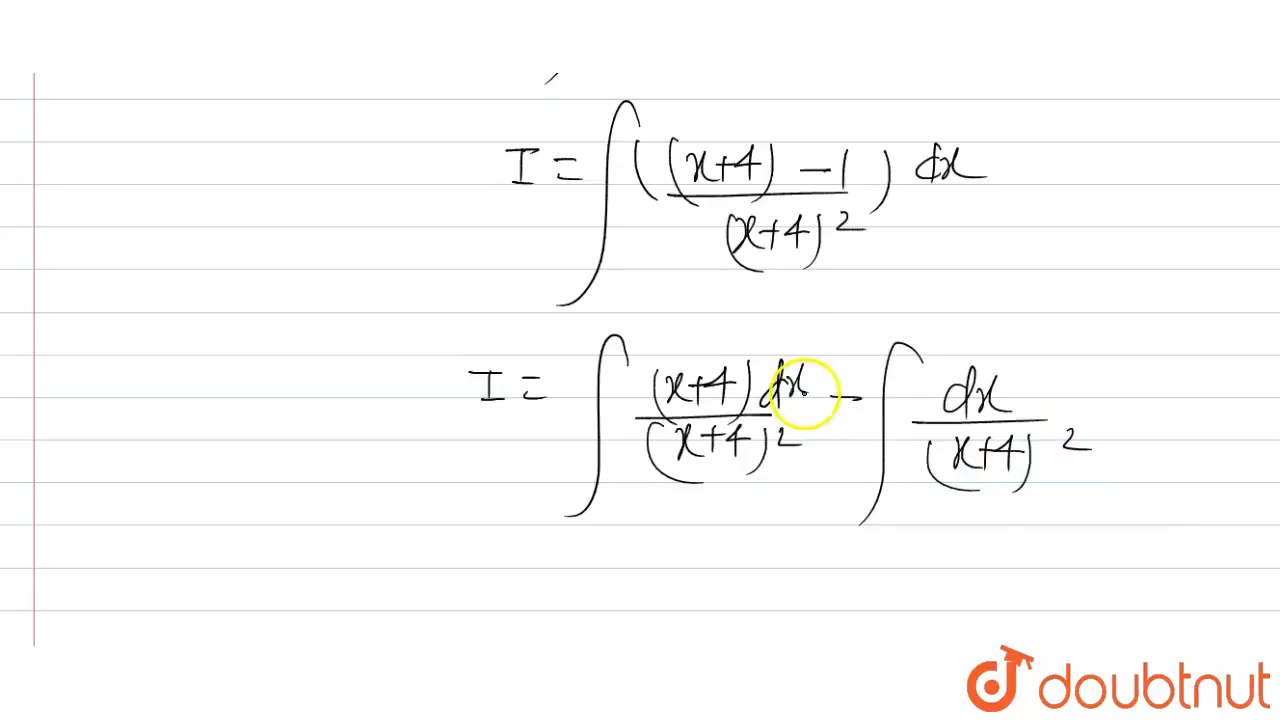 I = ∫ ( ((x+4) - 1) / (x+4)² ) dx
I = ∫ (x+4) dx / (x+4)² - ∫ dx / (x+4)²
doubtnut